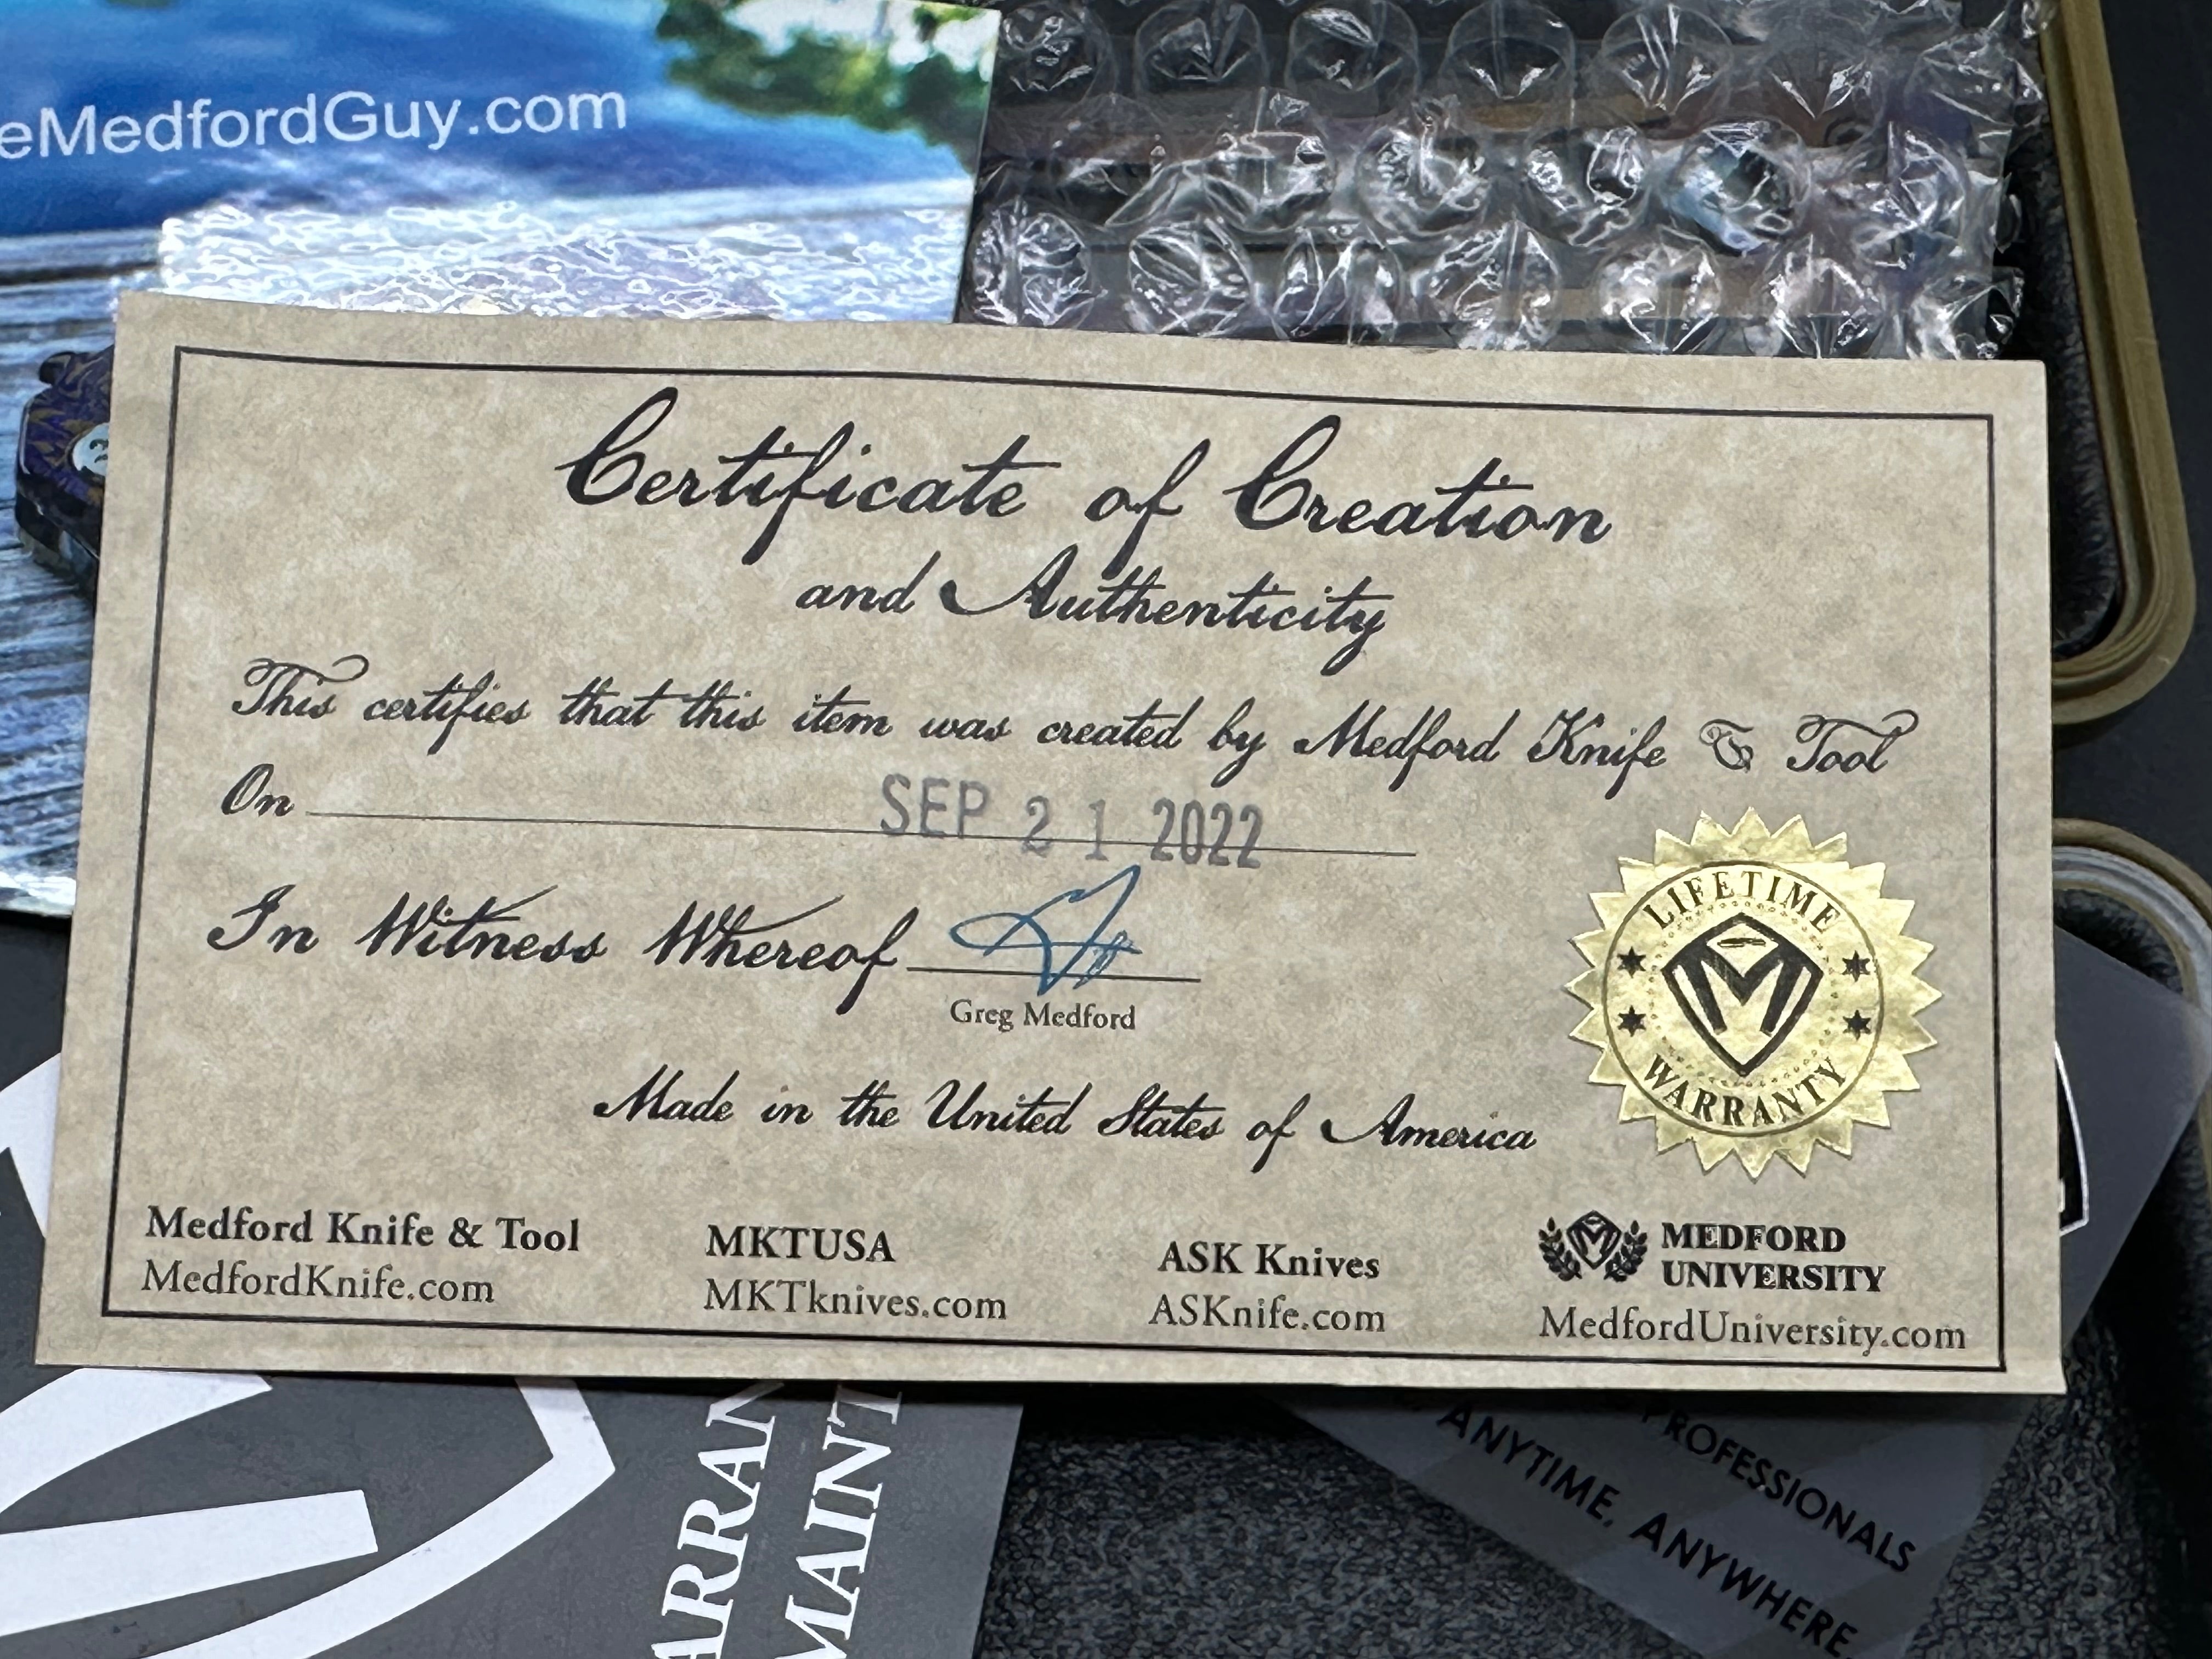 eMedfordGuy.com
Certificate of Creation
and Authenticity
This certifies that this item was created by Medford Knife & Tool
On SEP 21 2022
In Witness Whereof
Greg Medford
LIFETIME
WARRANTY
Made in the United States of America
Medford Knife & Tool
MedfordKnife.com
MKTUSA
MKTknives.com
ASK Knives
ASKnife.com
MEDFORD
UNIVERSITY
MedfordUniversity.com
ARRAN
MAINT
PROFESSIONALS
ANYTIME, ANYWHERE